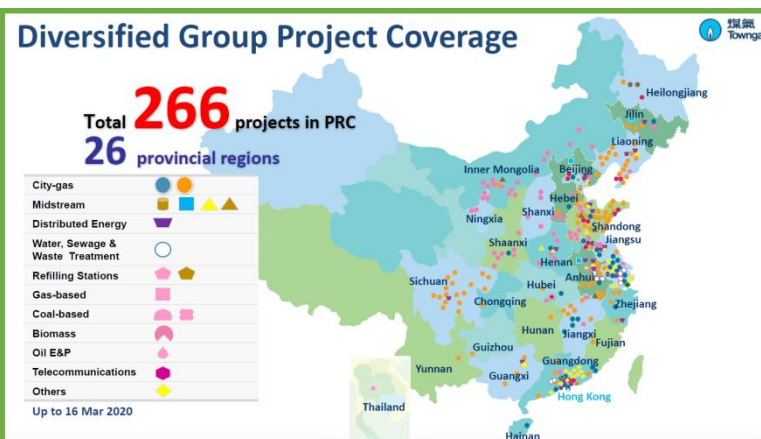 Diversified Group Project Coverage
煤氣
Townga
Total 266 projects in PRC
26 provincial regions
City-gas
Midstream
Distributed Energy
Water, Sewage &
Waste Treatment
Refilling Stations
Gas-based
Coal-based
Biomass
Oil E&P
Telecommunications
Others
Up to 16 Mar 2020
Heilongjiang
Jilin
Liaoning
Inner Mongolia
Beijing
Hebei
Ningxia
Shanxi
Shandong
Jiangsu
Shaanxi
Henan
Anhui
Sichuan
Hubei
Chongqing
Zhejiang
Hunan
Jiangxi
Guizhou
Fujian
Yunnan
Guangxi
Guangdong
Hong Kong
Thailand
Hainan